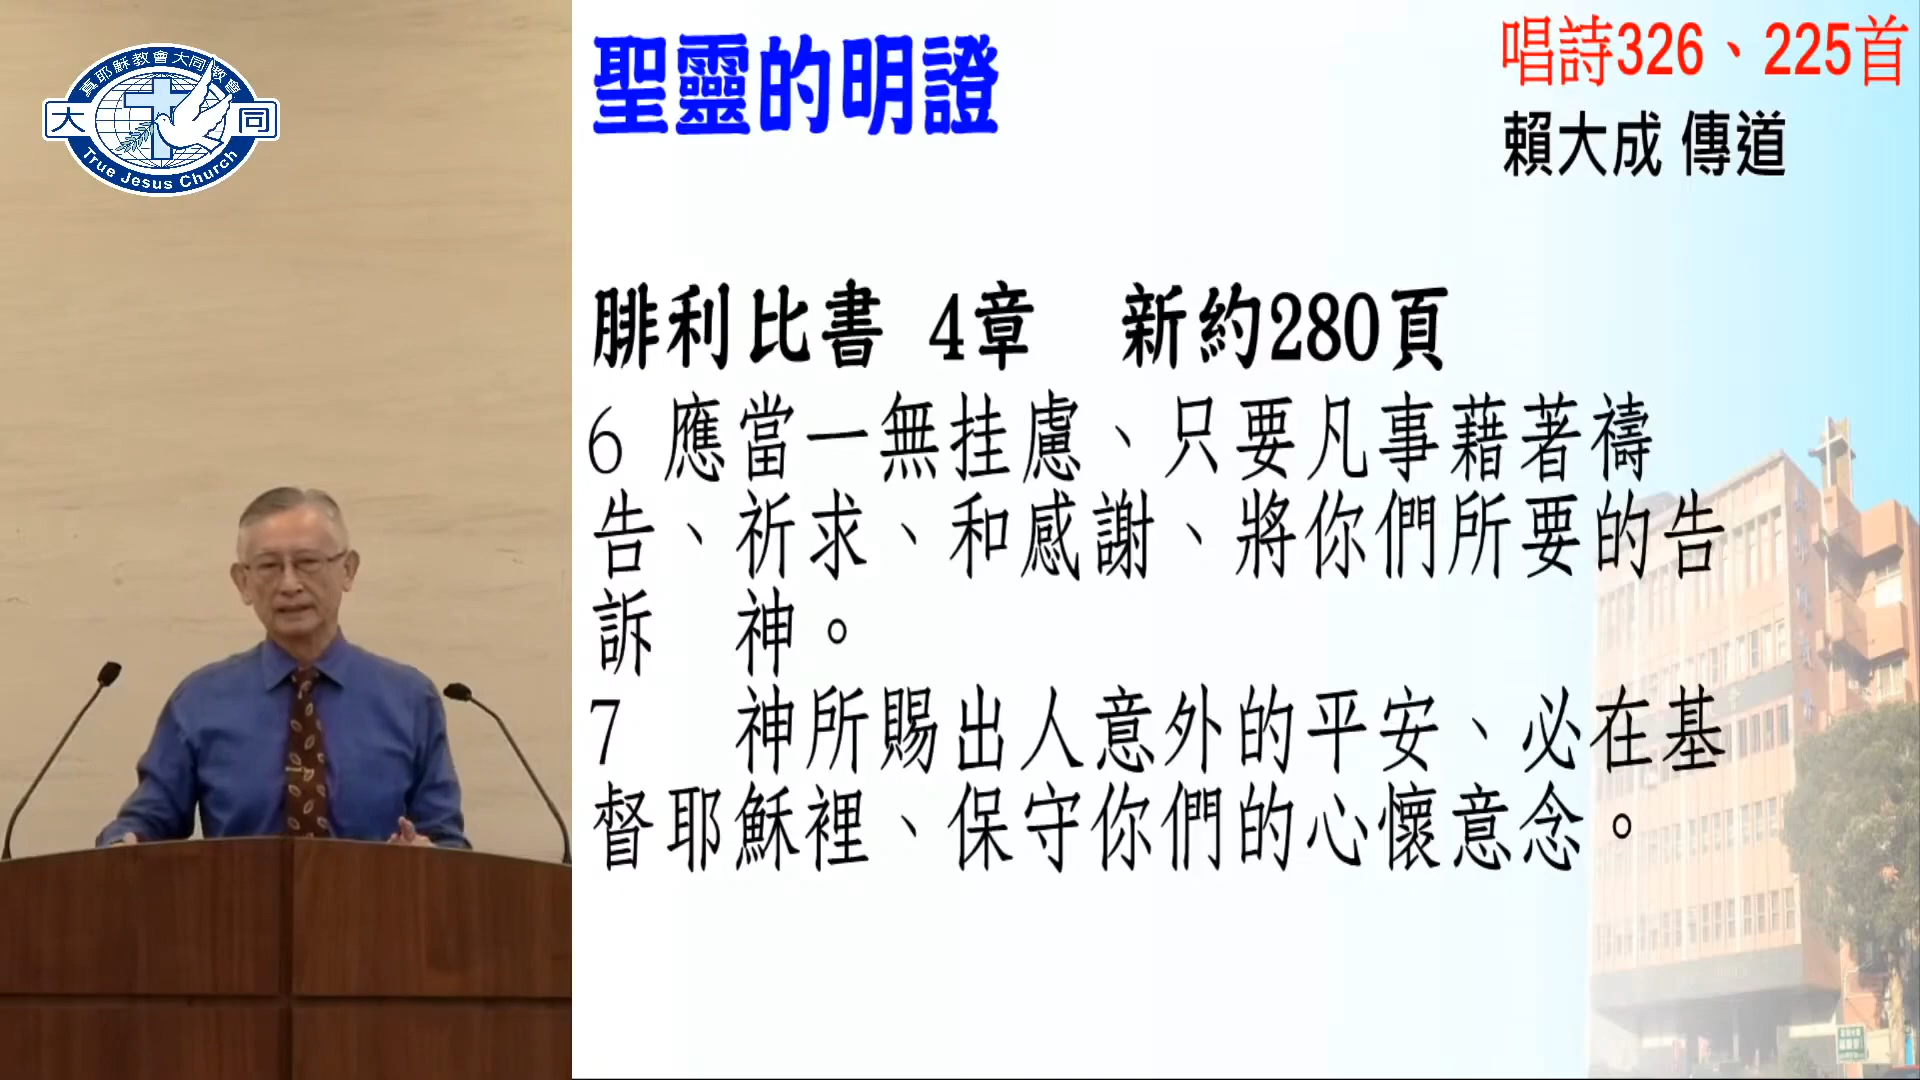 真耶穌教會大同教會
大同
True Jesus Church
聖靈的明證
唱詩326、225首
賴大成 傳道
腓利比書 4章 新約280頁
6 應當一無挂慮、只要凡事藉著禱
告、祈求、和感謝、將你們所要的告
訴 神。
7 神所賜出人意外的平安、必在基
督耶穌裡、保守你們的心懷意念。